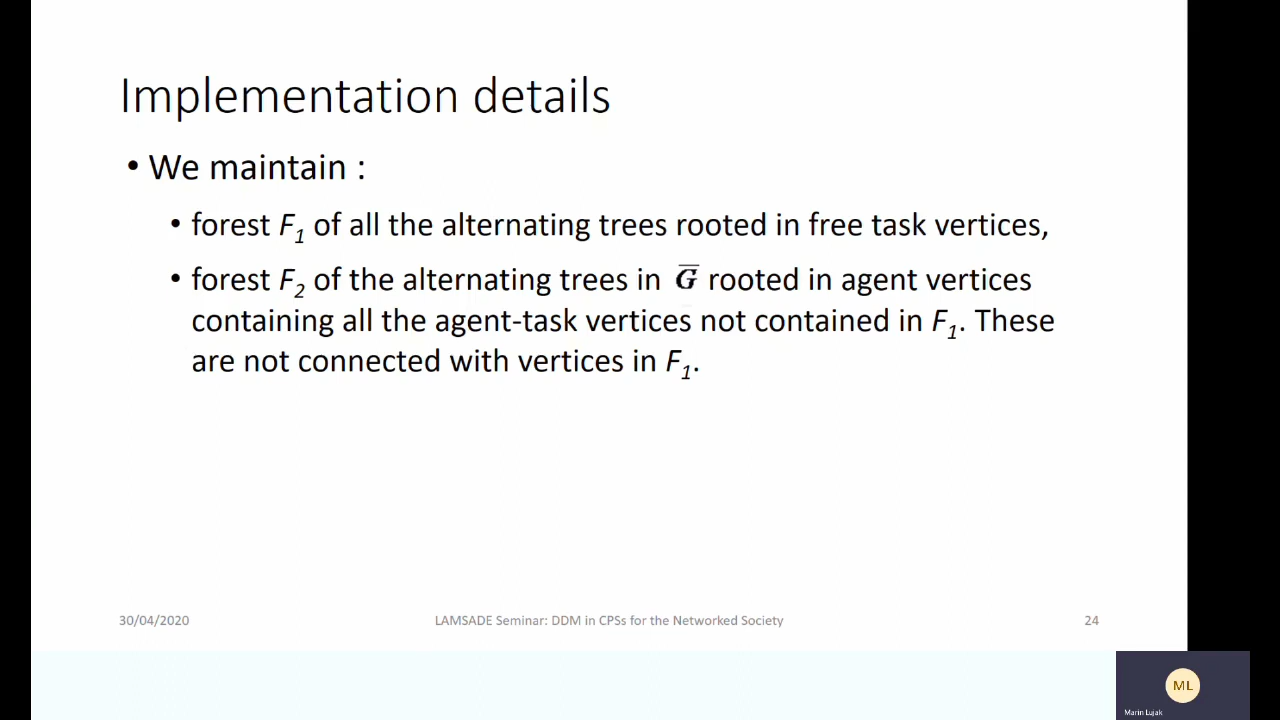 Implementation details
• We maintain :
• forest F1 of all the alternating trees rooted in free task vertices,
• forest F2 of the alternating trees in G̅ rooted in agent vertices
containing all the agent-task vertices not contained in F1. These
are not connected with vertices in F1.
30/04/2020
LAMSADE Seminar: DDM in CPSs for the Networked Society
24
ML
Marin Lujak